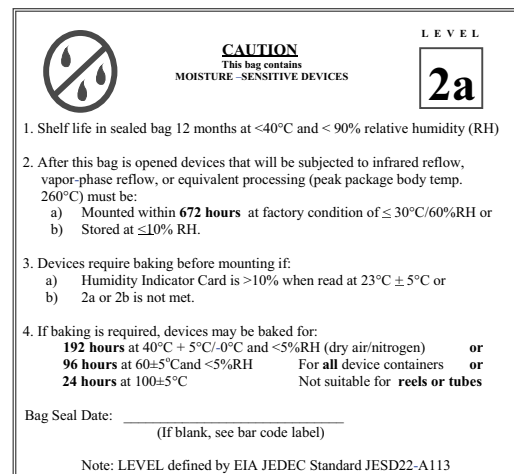 LEVEL
CAUTION
This bag contains
MOISTURE –SENSITIVE DEVICES
2a
1. Shelf life in sealed bag 12 months at <40°C and < 90% relative humidity (RH)
2. After this bag is opened devices that will be subjected to infrared reflow,
vapor-phase reflow, or equivalent processing (peak package body temp.
260°C) must be:
a) Mounted within 672 hours at factory condition of ≤ 30°C/60%RH or
b) Stored at ≤10% RH.
3. Devices require baking before mounting if:
a) Humidity Indicator Card is >10% when read at 23°C ± 5°C or
b) 2a or 2b is not met.
4. If baking is required, devices may be baked for:
192 hours at 40°C + 5°C/-0°C and <5%RH (dry air/nitrogen) or
96 hours at 60±5°Cand <5%RH For all device containers or
24 hours at 100±5°C Not suitable for reels or tubes
Bag Seal Date: ______________________________
(If blank, see bar code label)
Note: LEVEL defined by EIA JEDEC Standard JESD22-A113